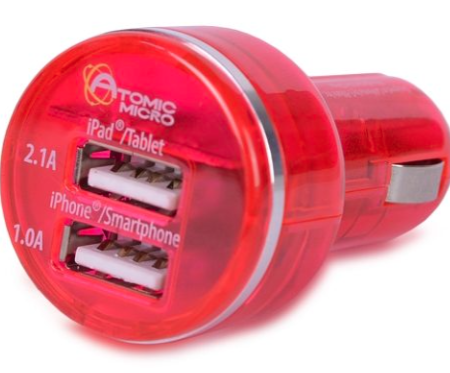 ATOMIC
MICRO
iPad®/Tablet
2.1A
iPhone®/Smartphone
1.0A